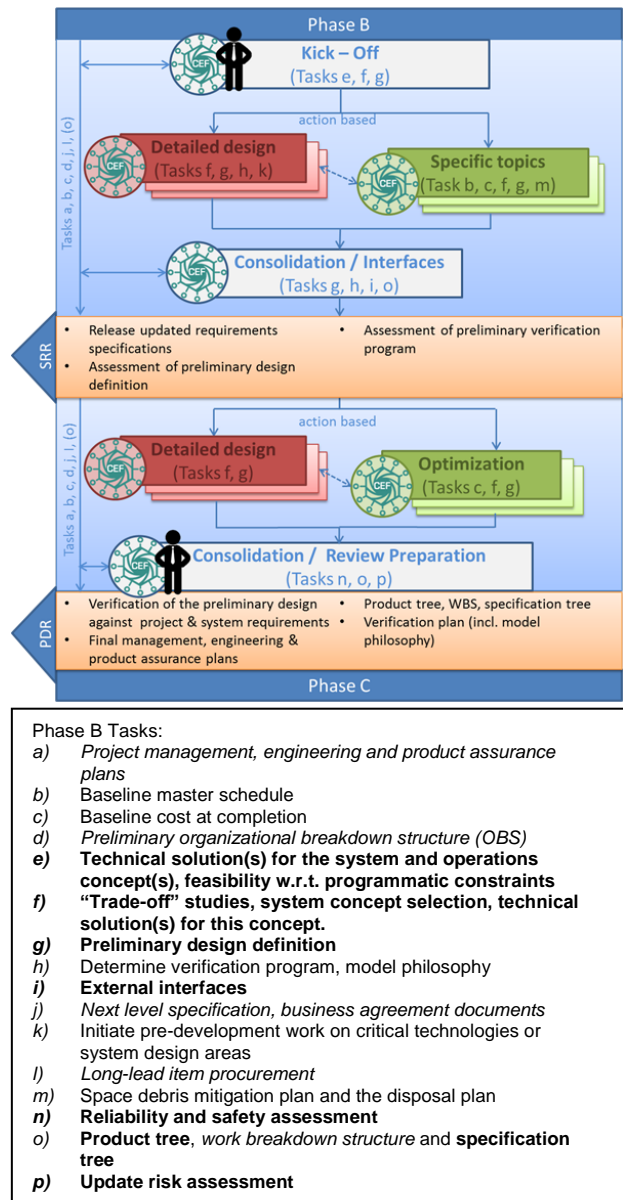 Phase B
CEF
Kick – Off
(Tasks e, f, g)
action based
Tasks a, b, c, d, j, l, (o)
CEF
Detailed design
(Tasks f, g, h, k)
CEF
Specific topics
(Task b, c, f, g, m)
CEF
Consolidation / Interfaces
(Tasks g, h, i, o)
SRR
• Release updated requirements
specifications
• Assessment of preliminary design
definition
• Assessment of preliminary verification
program
action based
Tasks a, b, c, d, j, l, (o)
CEF
Detailed design
(Tasks f, g)
CEF
Optimization
(Tasks c, f, g)
CEF
Consolidation / Review Preparation
(Tasks n, o, p)
PDR
• Verification of the preliminary design
against project & system requirements
• Final management, engineering &
product assurance plans
• Product tree, WBS, specification tree
• Verification plan (incl. model
philosophy)
Phase C
Phase B Tasks:
a) Project management, engineering and product assurance
plans
b) Baseline master schedule
c) Baseline cost at completion
d) Preliminary organizational breakdown structure (OBS)
e) Technical solution(s) for the system and operations
concept(s), feasibility w.r.t. programmatic constraints
f) “Trade-off” studies, system concept selection, technical
solution(s) for this concept.
g) Preliminary design definition
h) Determine verification program, model philosophy
i) External interfaces
j) Next level specification, business agreement documents
k) Initiate pre-development work on critical technologies or
system design areas
l) Long-lead item procurement
m) Space debris mitigation plan and the disposal plan
n) Reliability and safety assessment
o) Product tree, work breakdown structure and specification
tree
p) Update risk assessment